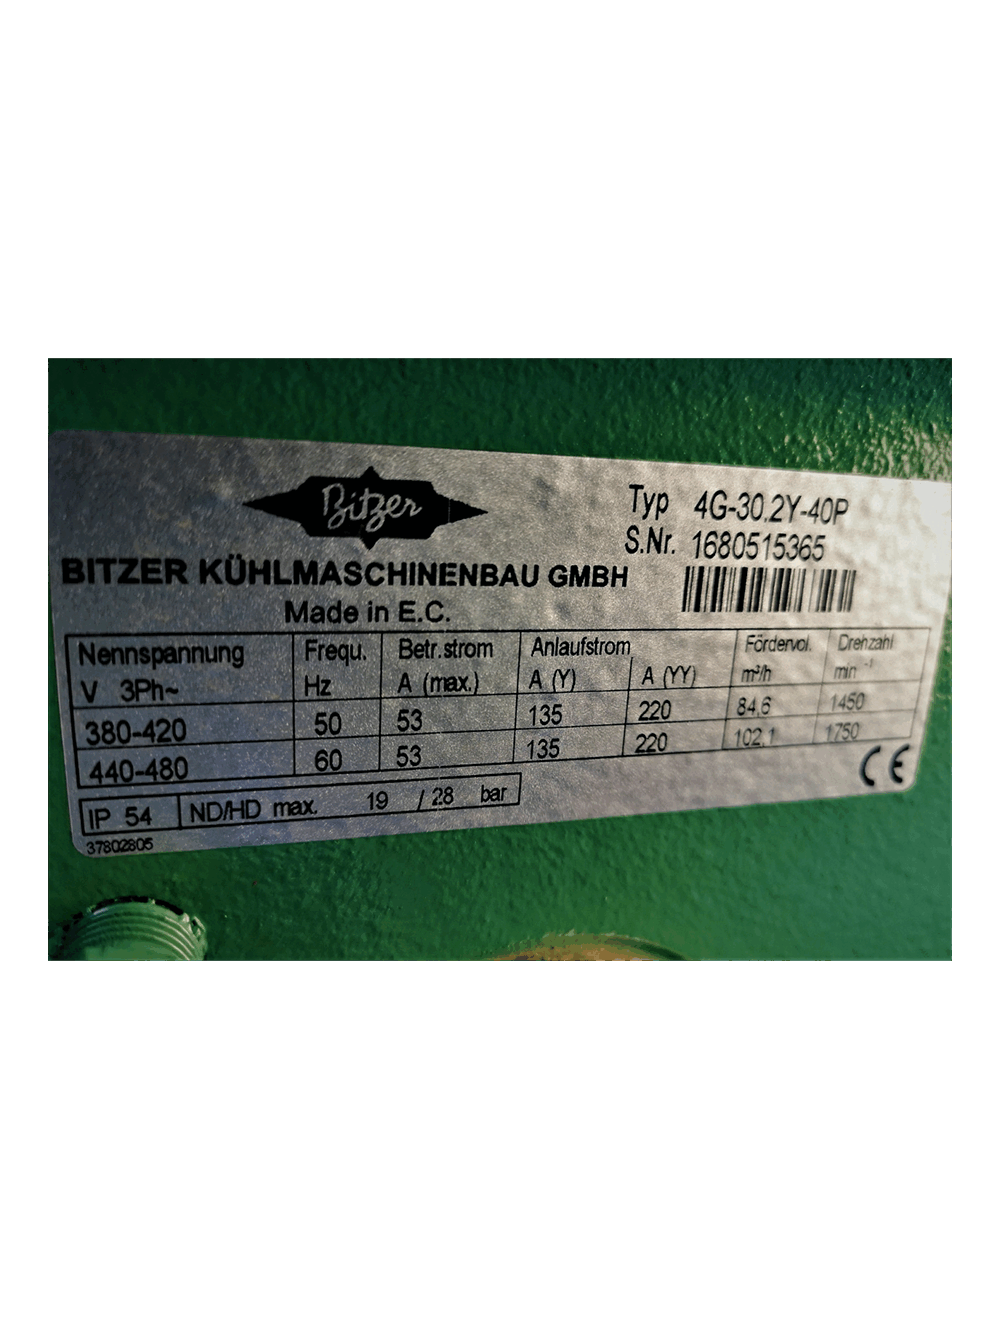 Bitzer
Typ 4G-30.2Y-40P
S.Nr. 1680515365
BITZER KÜHLMASCHINENBAU GMBH
Made in E.C.
Nennspannung Frequ. Betr.strom Anlaufstrom Fördervol. Drehzahl
V 3Ph~ Hz A (max.) A (Y) A (YY) m³/h min -1
380-420 50 53 135 220 84,6 1450
440-480 60 53 135 220 102,1 1750
IP 54 ND/HD max. 19 / 28 bar CE
37802805